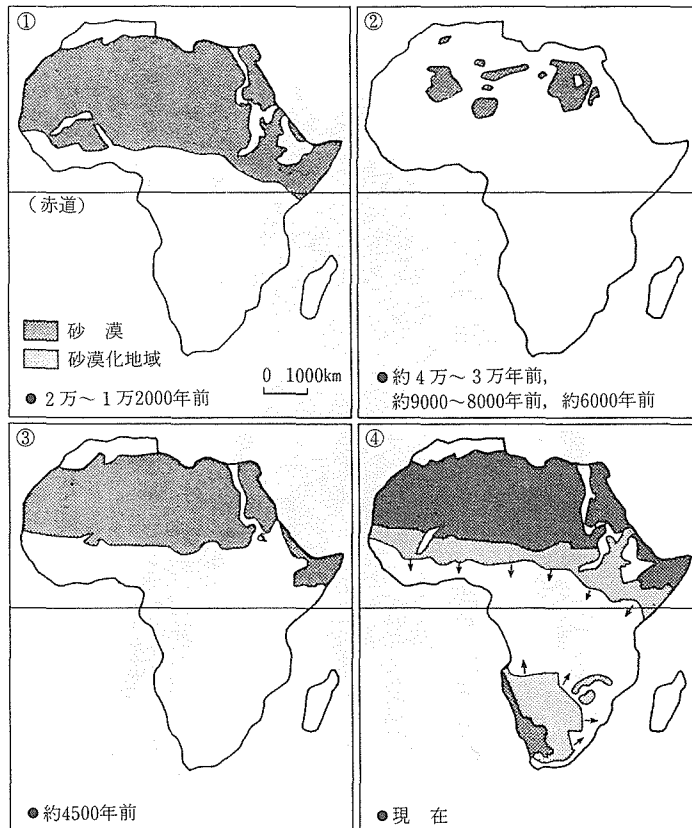 ①
(赤道)
砂 漠
砂漠化地域
0 1000km
●2万~1万2000年前
②
●約4万~3万年前,
約9000~8000年前, 約6000年前
③
●約4500年前
④
●現 在